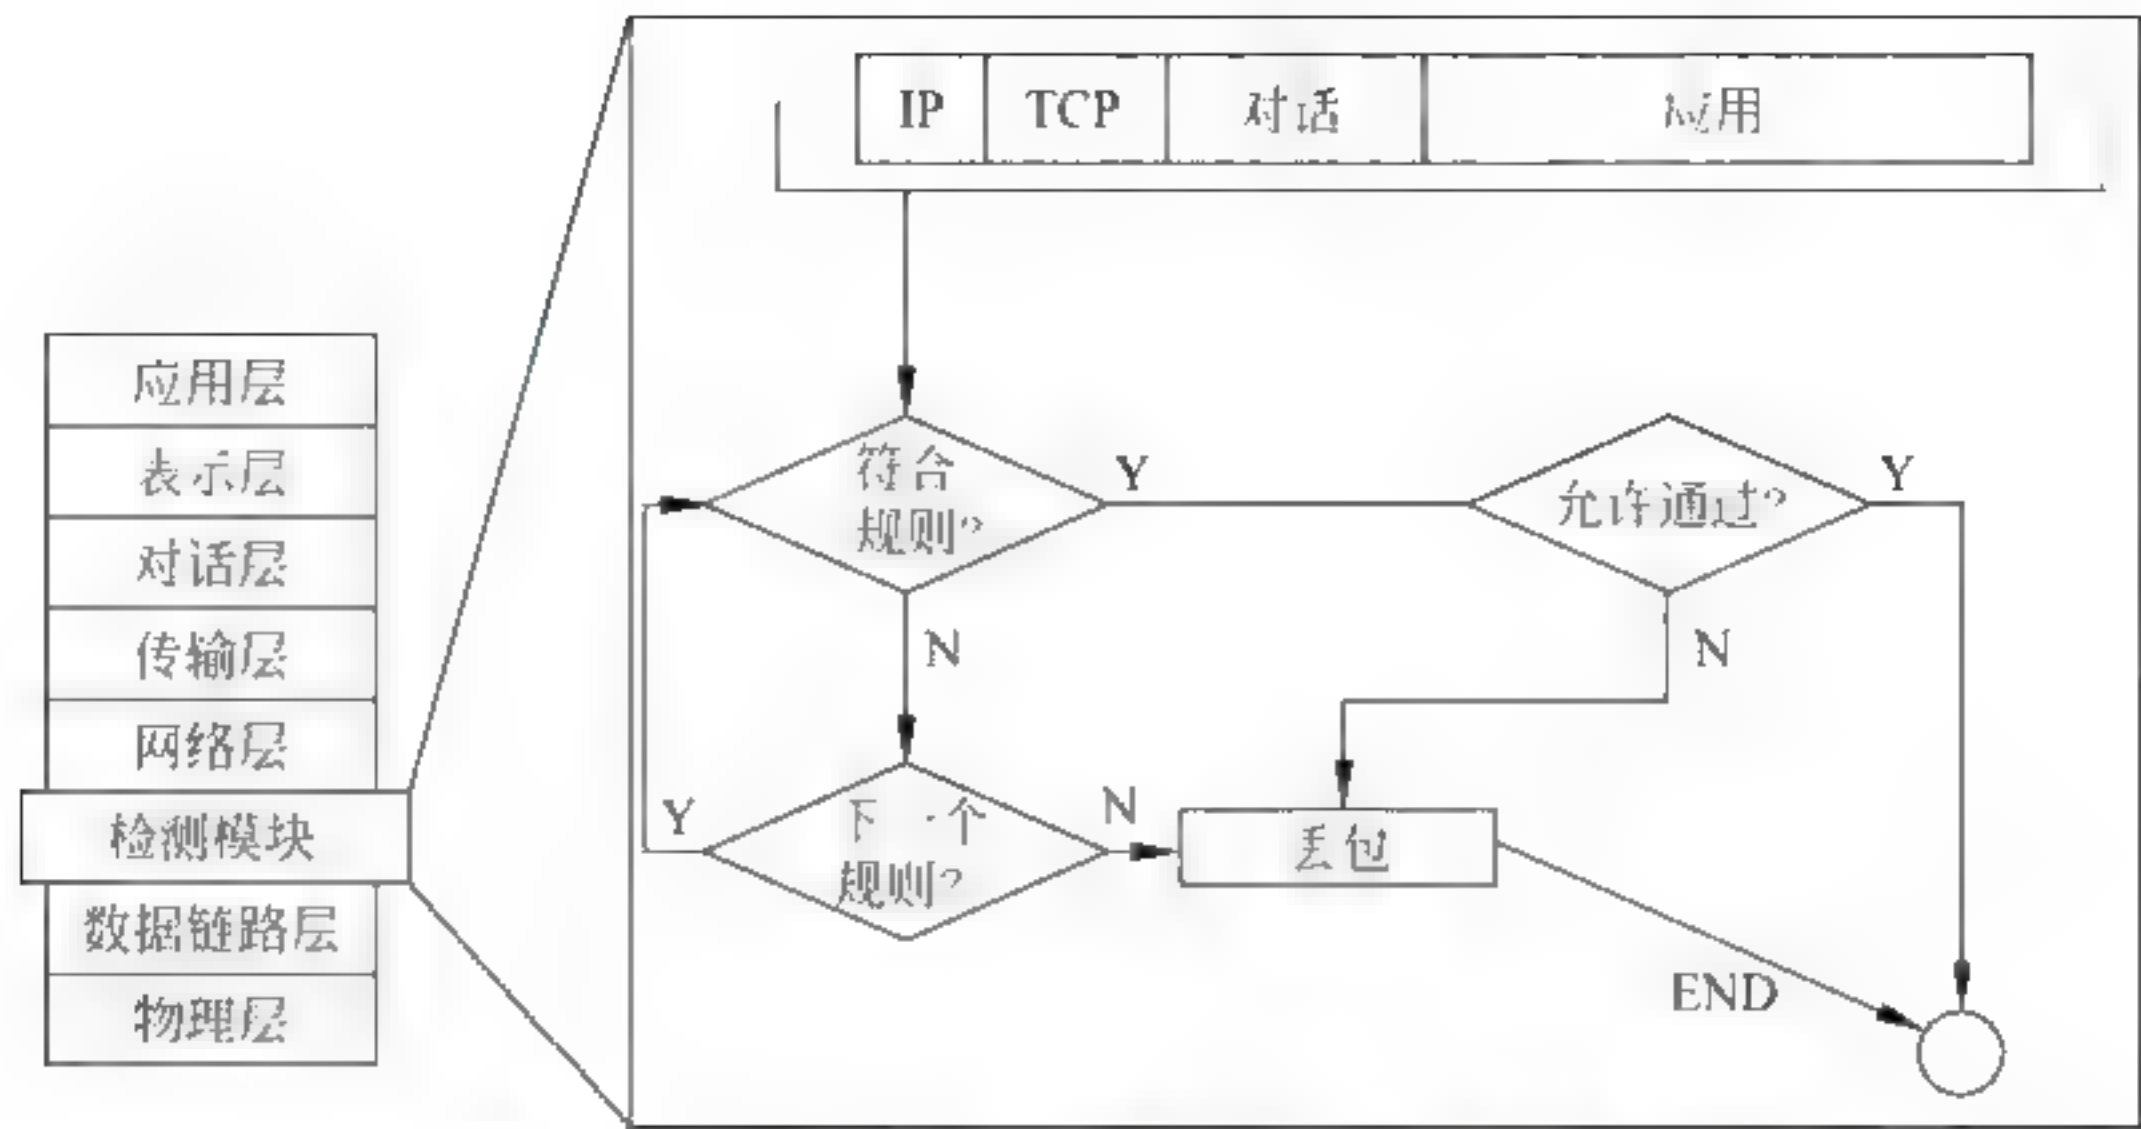 IP
TCP
对话
应用
应用层
表示层
对话层
传输层
网络层
检测模块
数据链路层
物理层
符合
规则?
Y
允许通过?
Y
N
N
下一个
规则?
Y
N
丢包
END